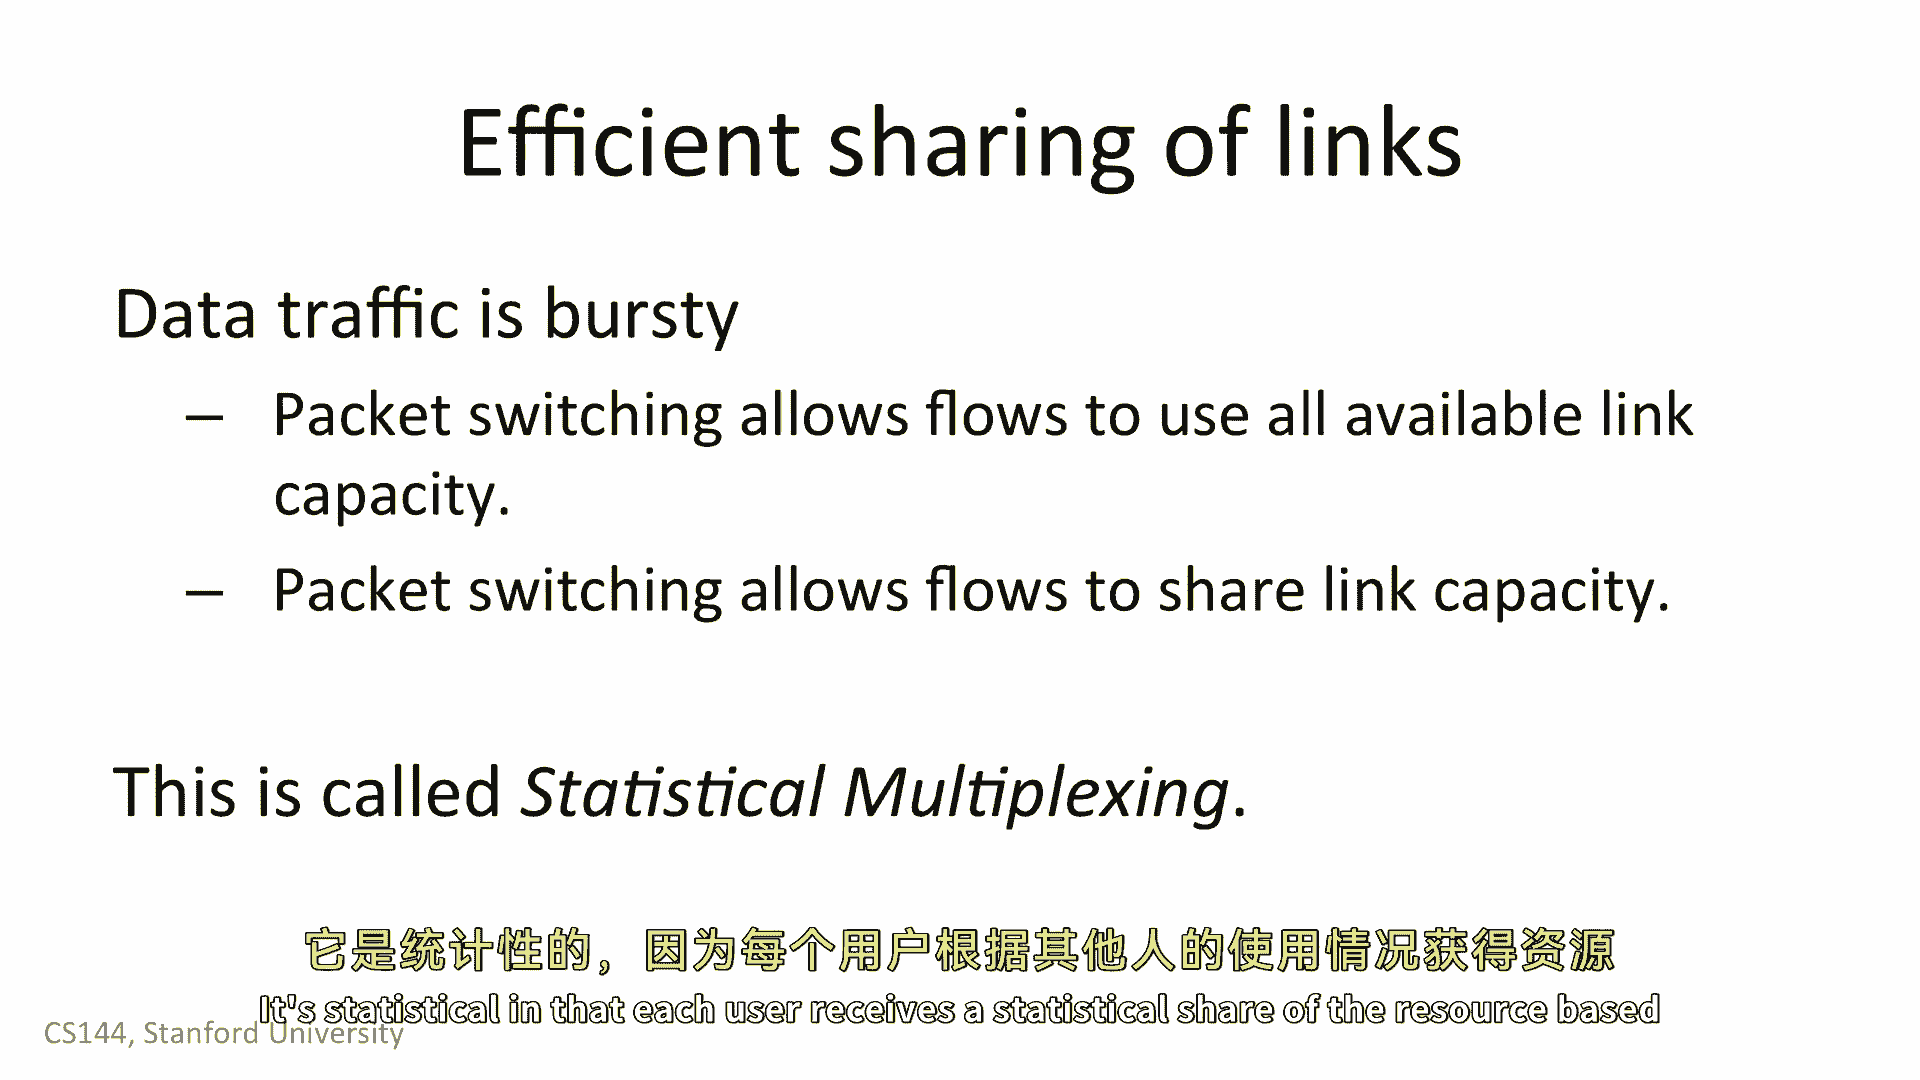 Efficient sharing of links
Data traffic is bursty
– Packet switching allows flows to use all available link
capacity.
– Packet switching allows flows to share link capacity.
This is called Statistical Multiplexing.
它是统计性的，因为每个用户根据其他人的使用情况获得资源
It's statistical in that each user receives a statistical share of the resource based
CS144, Stanford University